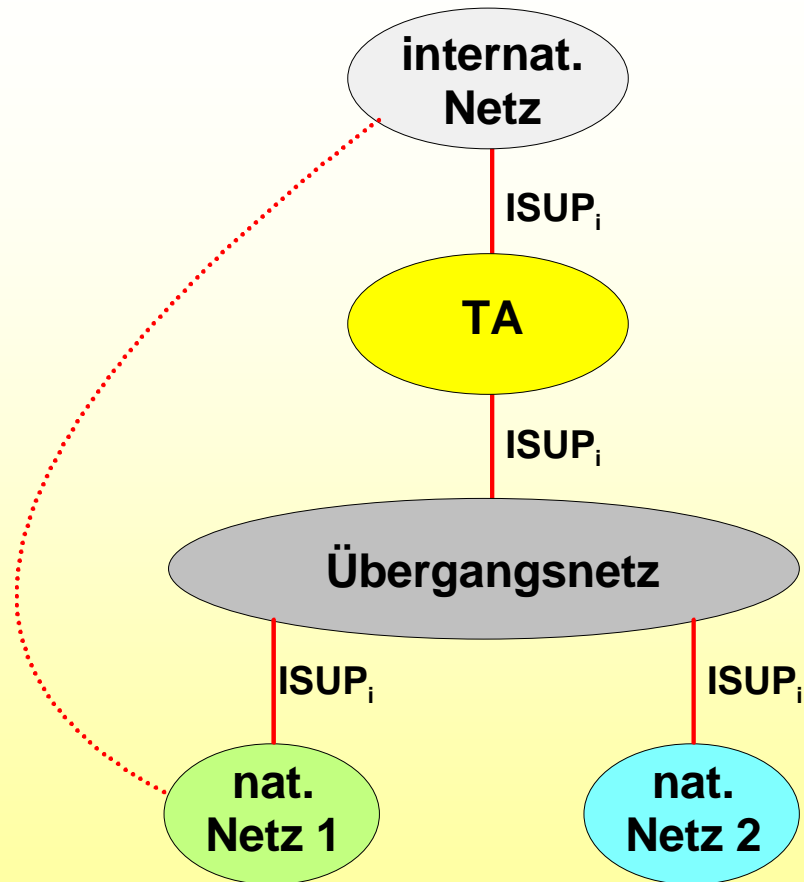 internat.
Netz
ISUPi
TA
ISUPi
Übergangsnetz
ISUPi
ISUPi
nat.
Netz 1
nat.
Netz 2